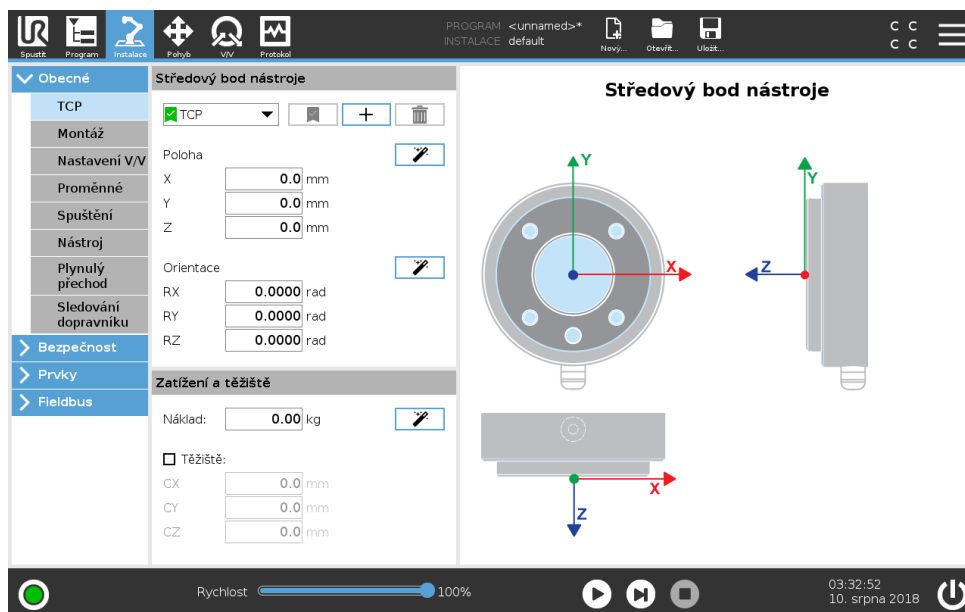 UR
PROGRAM <unnamed>*
INSTALACE default
C C
C C
Spustit Program Instalace Pohyb V/V Protokol Nový... Otevřít... Uložit...
Obecné
TCP
Montáž
Nastavení V/V
Proměnné
Spuštění
Nástroj
Plynulý
přechod
Sledování
dopravníku
Bezpečnost
Prvky
Fieldbus
Středový bod nástroje
TCP
Poloha
X 0.0 mm
Y 0.0 mm
Z 0.0 mm
Orientace
RX 0.0000 rad
RY 0.0000 rad
RZ 0.0000 rad
Zatížení a těžiště
Náklad: 0.00 kg
Těžiště:
CX 0.0 mm
CY 0.0 mm
CZ 0.0 mm
Středový bod nástroje
Y
X
Y
Z
X
Z
Rychlost 100%
03:32:52
10. srpna 2018